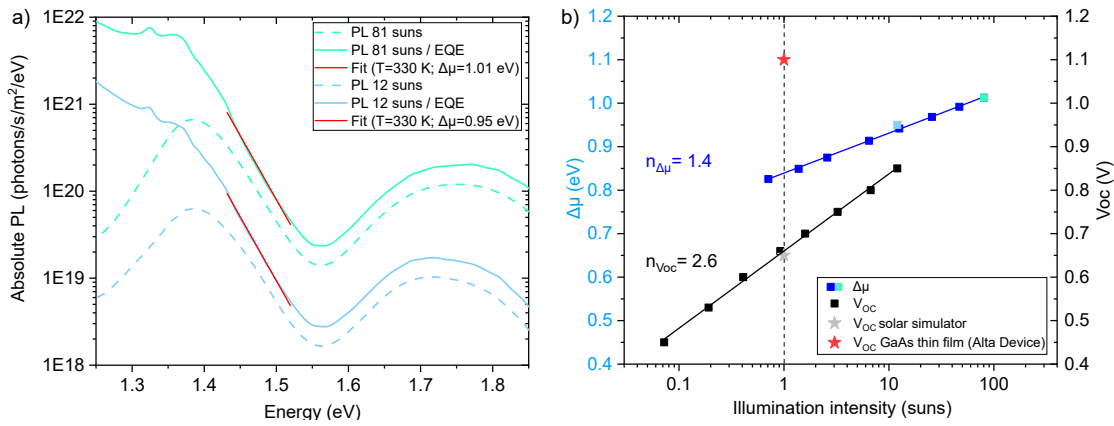 a)
Absolute PL (photons/s/m²/eV)
1E22
1E21
1E20
1E19
1E18
PL 81 suns
PL 81 suns / EQE
Fit (T=330 K; Δμ=1.01 eV)
PL 12 suns
PL 12 suns / EQE
Fit (T=330 K; Δμ=0.95 eV)
1.3 1.4 1.5 1.6 1.7 1.8
Energy (eV)
b)
Δμ (eV)
1.2
1.1
1.0
0.9
0.8
0.7
0.6
0.5
0.4
n_Δμ = 1.4
n_Voc = 2.6
Δμ
V_OC
V_OC solar simulator
V_OC GaAs thin film (Alta Device)
1.2
1.1
1.0
0.9
0.8
0.7
0.6
0.5
0.4
Voc (V)
0.1 1 10 100
Illumination intensity (suns)